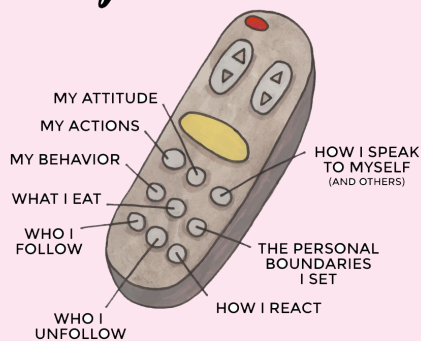 MY ATTITUDE
MY ACTIONS
MY BEHAVIOR
WHAT I EAT
WHO I
FOLLOW
WHO I
UNFOLLOW
HOW I SPEAK
TO MYSELF
(AND OTHERS)
THE PERSONAL
BOUNDARIES
I SET
HOW I REACT